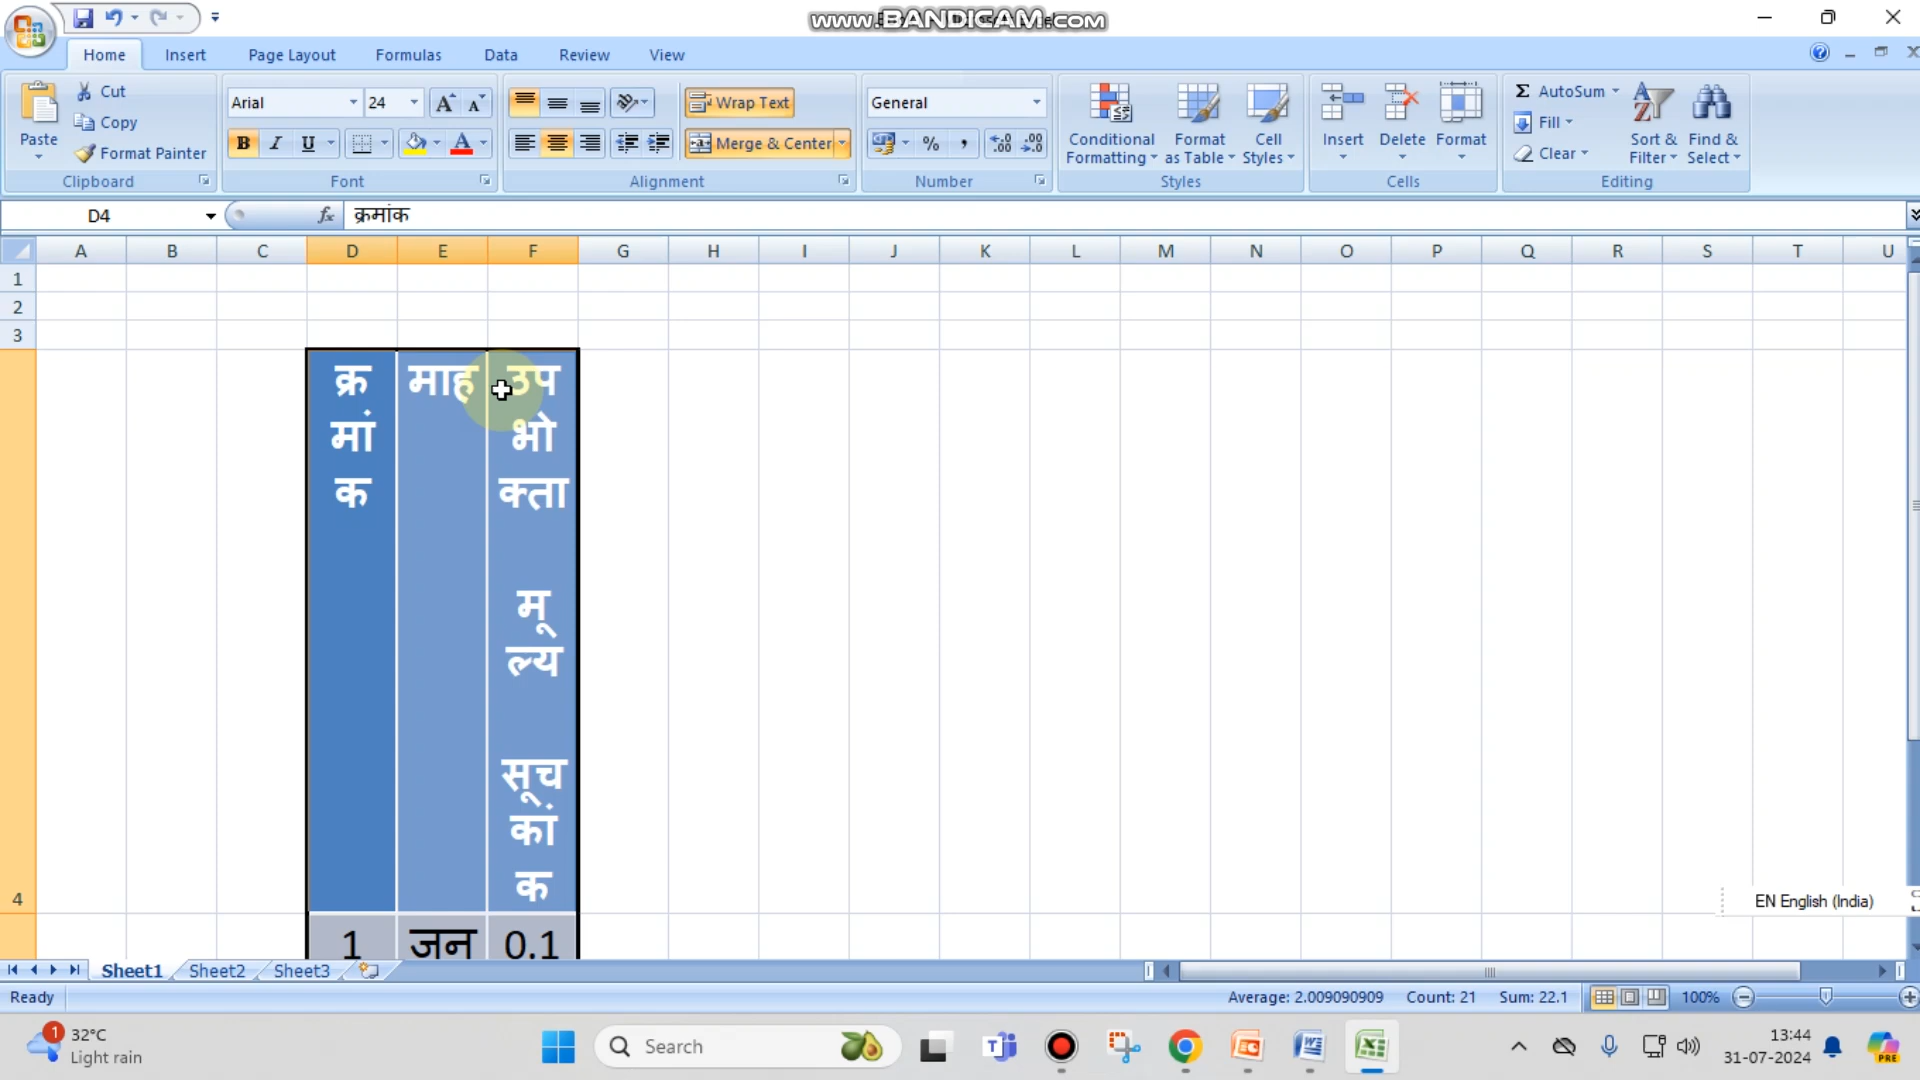 www.BANDICAM.com
Home Insert Page Layout Formulas Data Review View
Cut
Copy
Format Painter
Paste
Clipboard
Arial 24
B I U
Font
Wrap Text
Merge & Center
Alignment
General
% ,
Number
Conditional Formatting
Format as Table
Cell Styles
Styles
Insert Delete Format
Cells
Σ AutoSum
Fill
Clear
Sort & Filter
Find & Select
Editing
D4 fx क्रमांक
A B C D E F G H I J K L M N O P Q R S T U
1
2
3
4
क्र
मां
क
माह
उप
भो
क्ता
मू
ल्य
सूच
कां
क
1 जन 0.1
EN English (India)
Sheet1 Sheet2 Sheet3
Ready Average: 2.009090909 Count: 21 Sum: 22.1 100%
1 32°C
Light rain
Search
13:44
31-07-2024
PRE